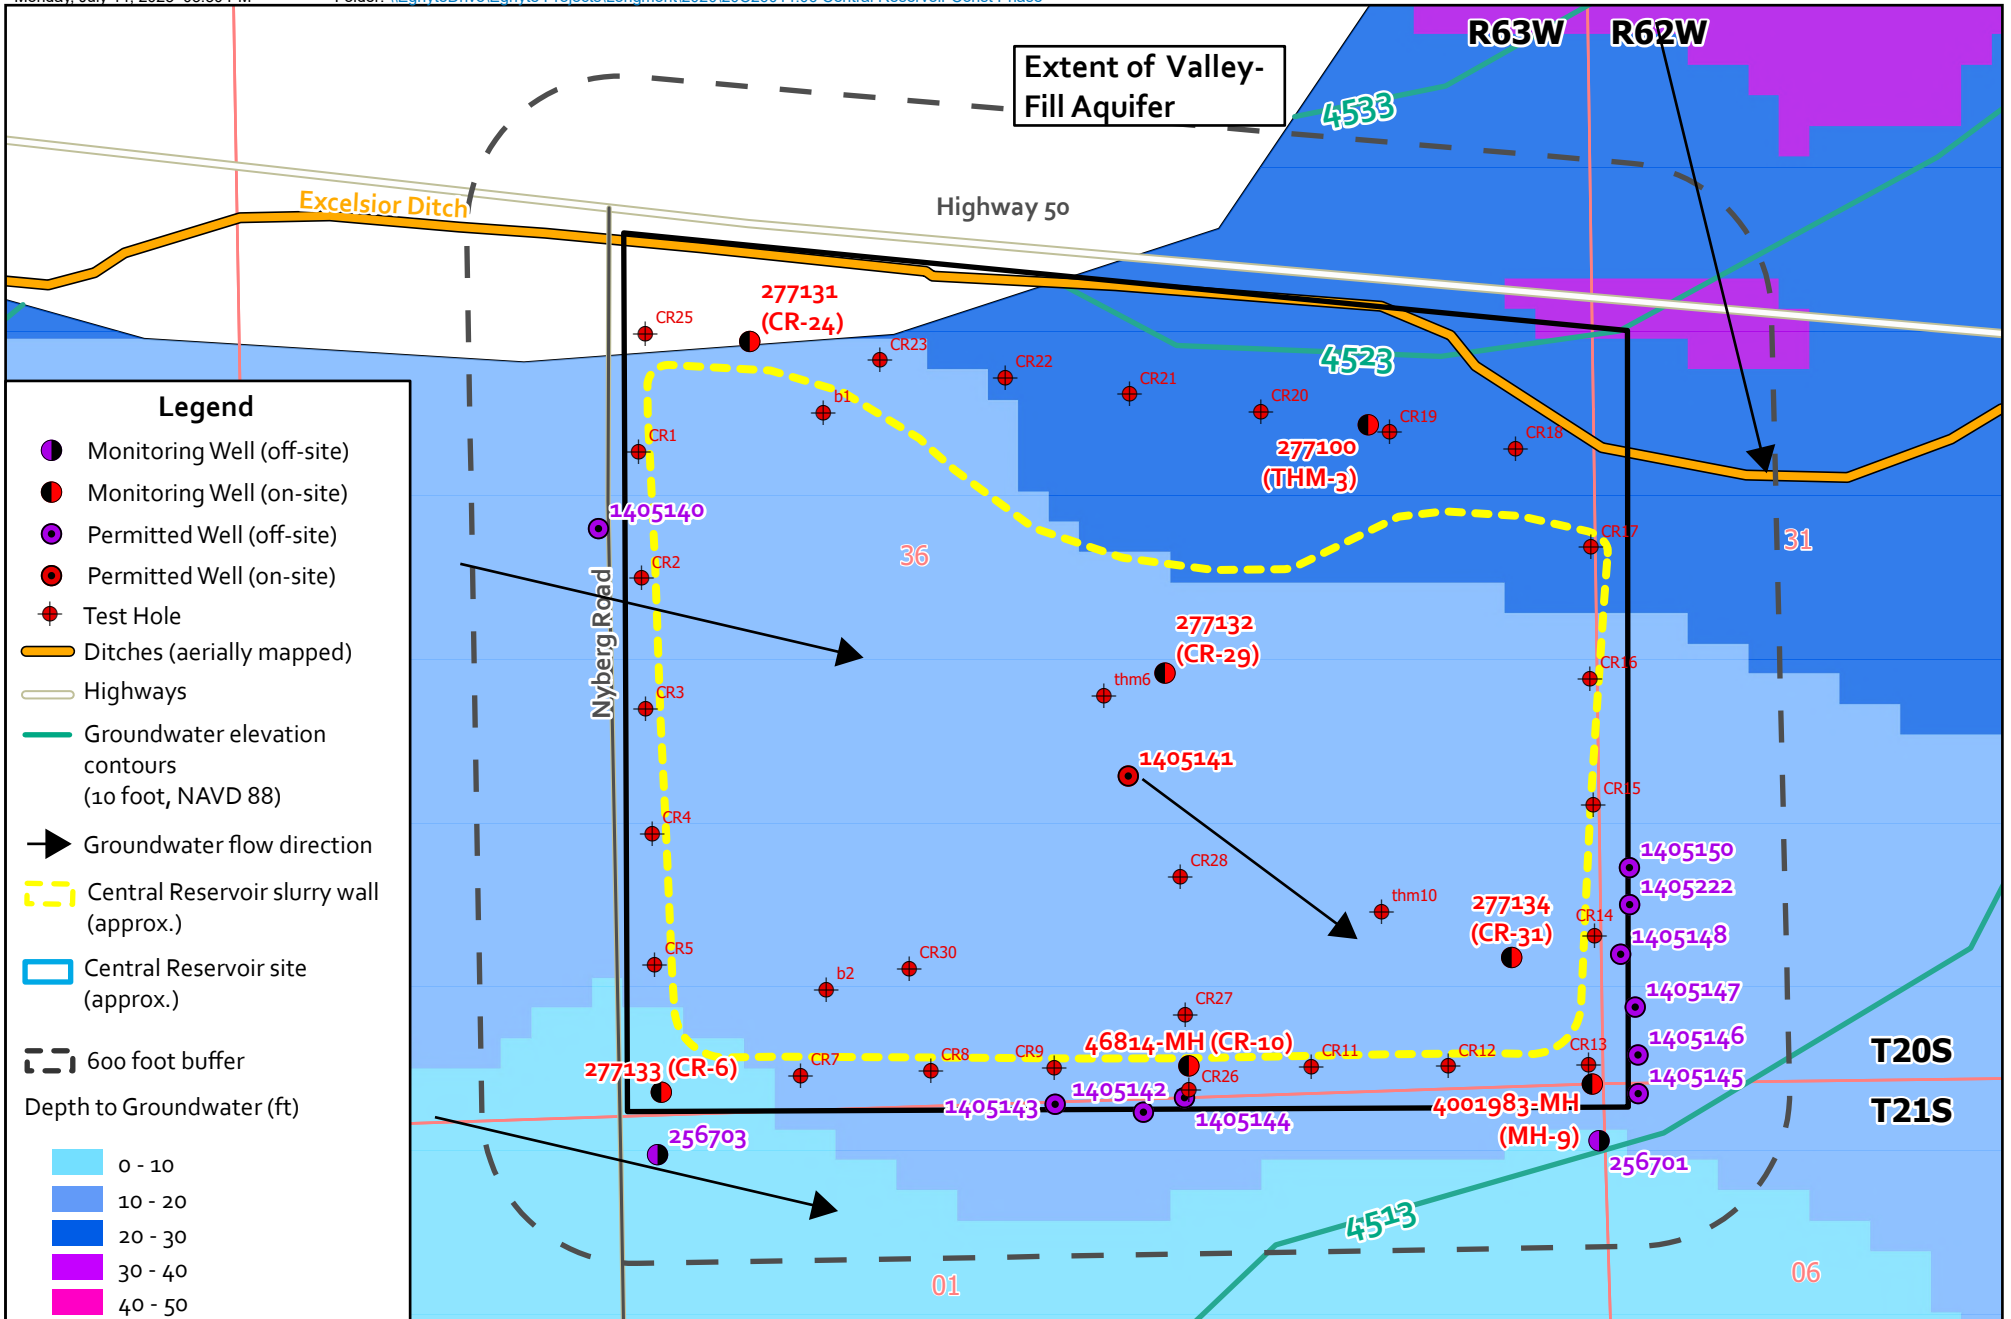 R63W
R62W
Extent of Valley-
Fill Aquifer
4533
Excelsior Ditch
Highway 50
277131
(CR-24)
CR25
CR23
CR22
4523
CR21
CR20
b1
CR19
CR18
CR1
277100
(THM-3)
1405140
CR17
36
31
CR2
Nyberg Road
277132
(CR-29)
CR16
thm6
CR3
1405141
CR15
CR4
1405150
CR28
1405222
thm10
277134
(CR-31)
CR14
1405148
CR5
CR30
b2
1405147
CR27
46814-MH (CR-10)
1405146
T20S
277133 (CR-6)
CR7
CR8
CR9
CR11
CR12
CR13
CR26
1405142
1405145
1405143
4001983-MH
(MH-9)
T21S
1405144
256703
256701
4513
01
06
Legend
Monitoring Well (off-site)
Monitoring Well (on-site)
Permitted Well (off-site)
Permitted Well (on-site)
Test Hole
Ditches (aerially mapped)
Highways
Groundwater elevation
contours
(10 foot, NAVD 88)
Groundwater flow direction
Central Reservoir slurry wall
(approx.)
Central Reservoir site
(approx.)
600 foot buffer
Depth to Groundwater (ft)
0 - 10
10 - 20
20 - 30
30 - 40
40 - 50